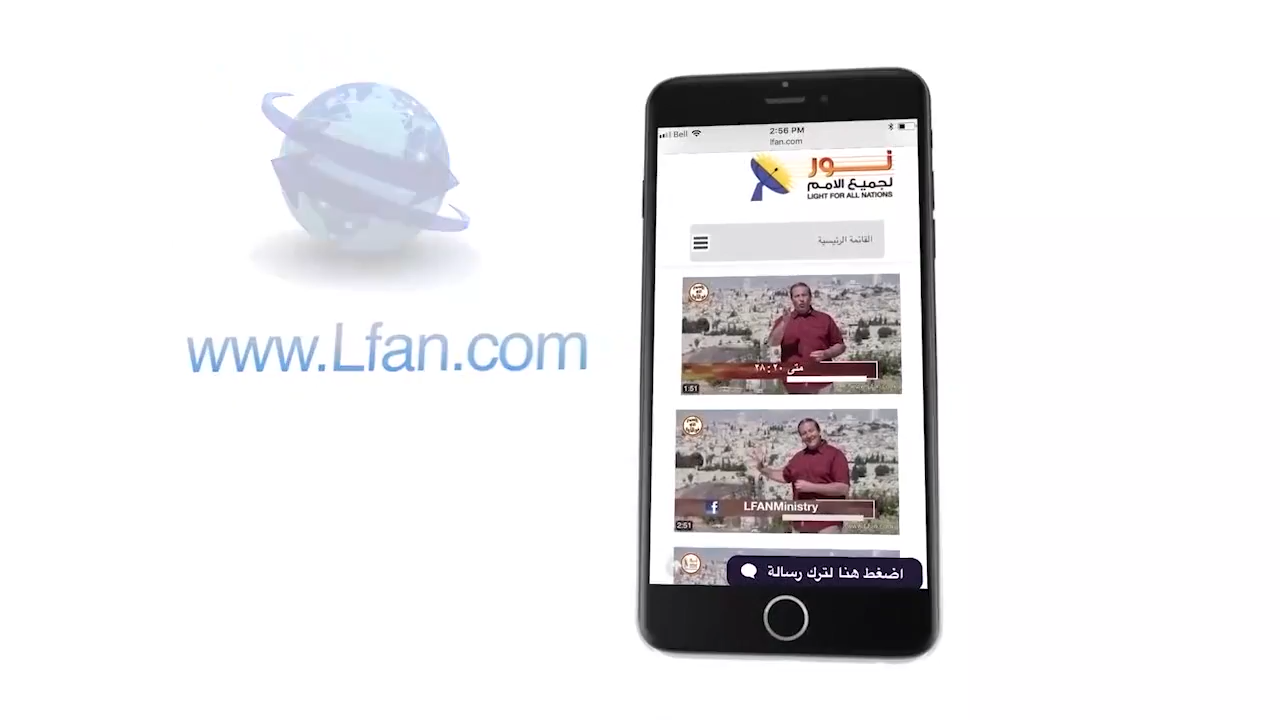 www.Lfan.com
Bell
2:56 PM
lfan.com
نور
لجميع الامم
LIGHT FOR ALL NATIONS
القائمة الرئيسية
متى ٢٠ : ٢٨
1:51
LFANMinistry
2:51
اضغط هنا لترك رسالة